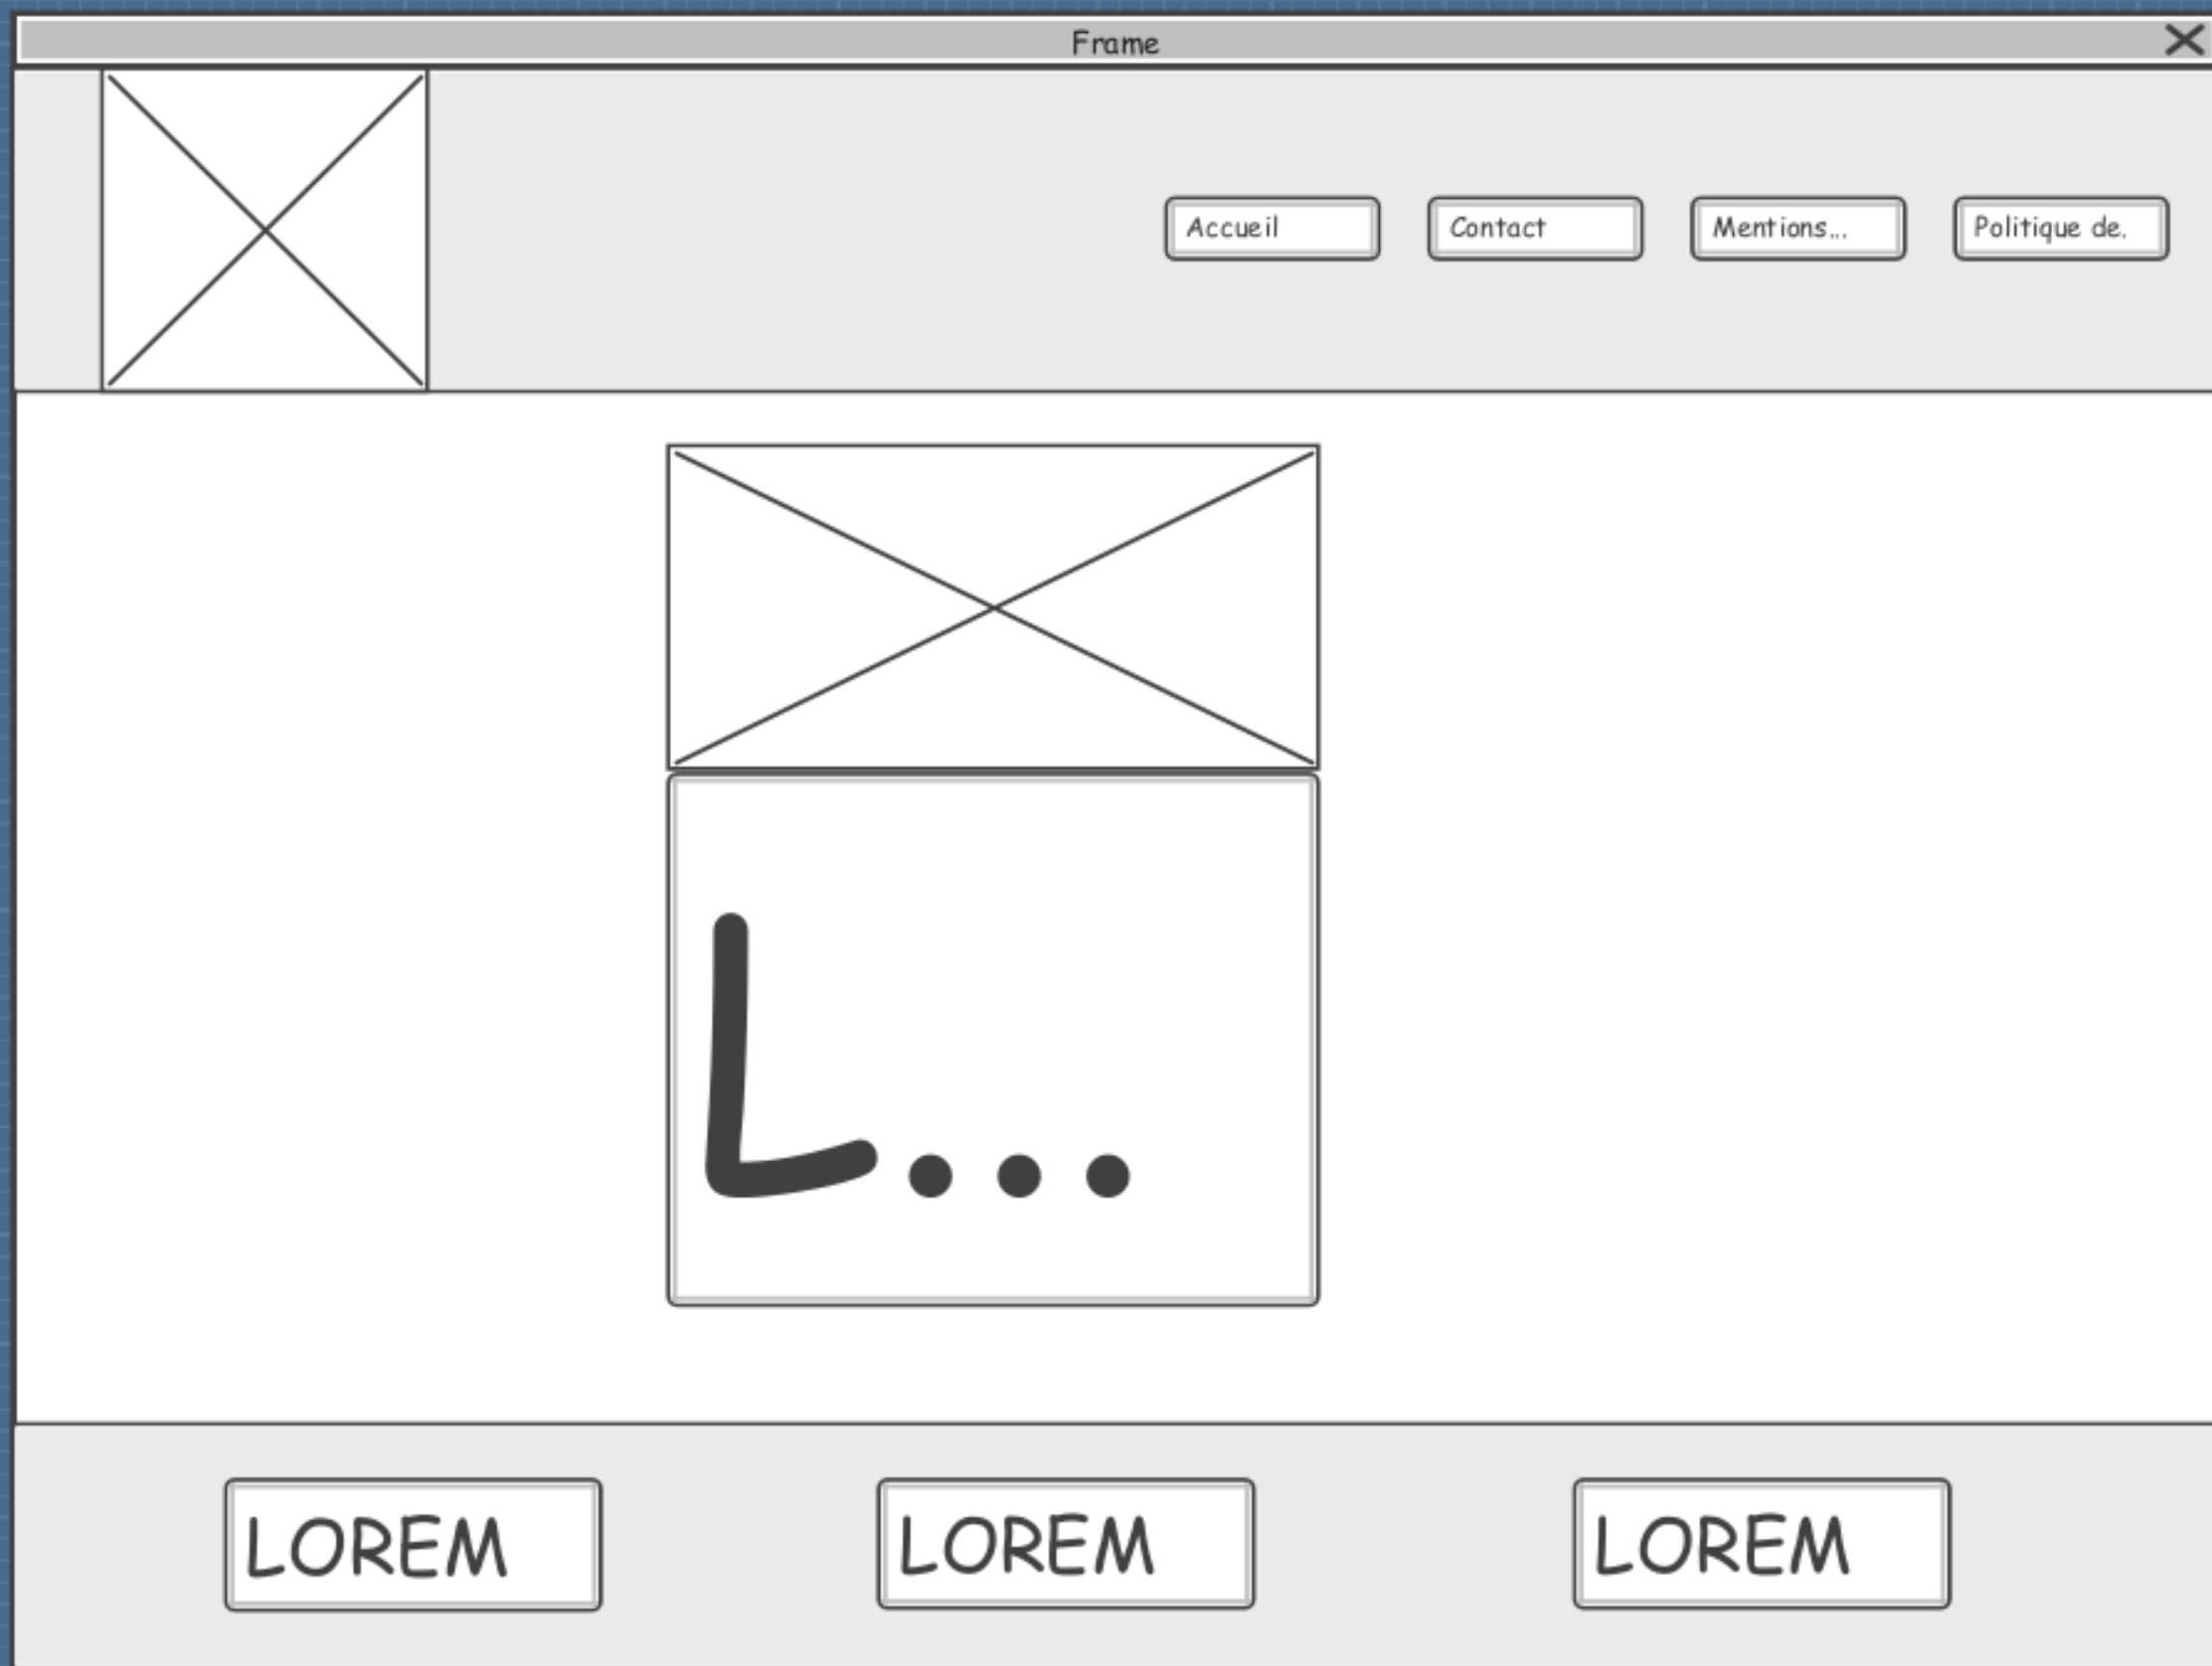 Frame
Accueil
Contact
Mentions...
Politique de.
L...
LOREM
LOREM
LOREM